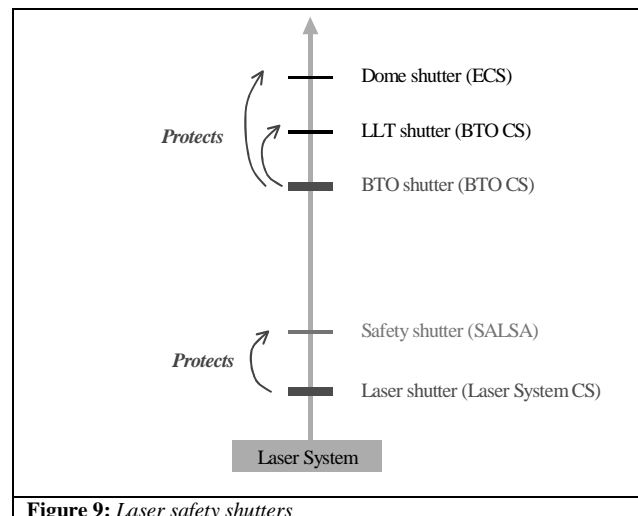 Dome shutter (ECS)
LLT shutter (BTO CS)
Protects
BTO shutter (BTO CS)
Safety shutter (SALSA)
Protects
Laser shutter (Laser System CS)
Laser System
Figure 9: Laser safety shutters